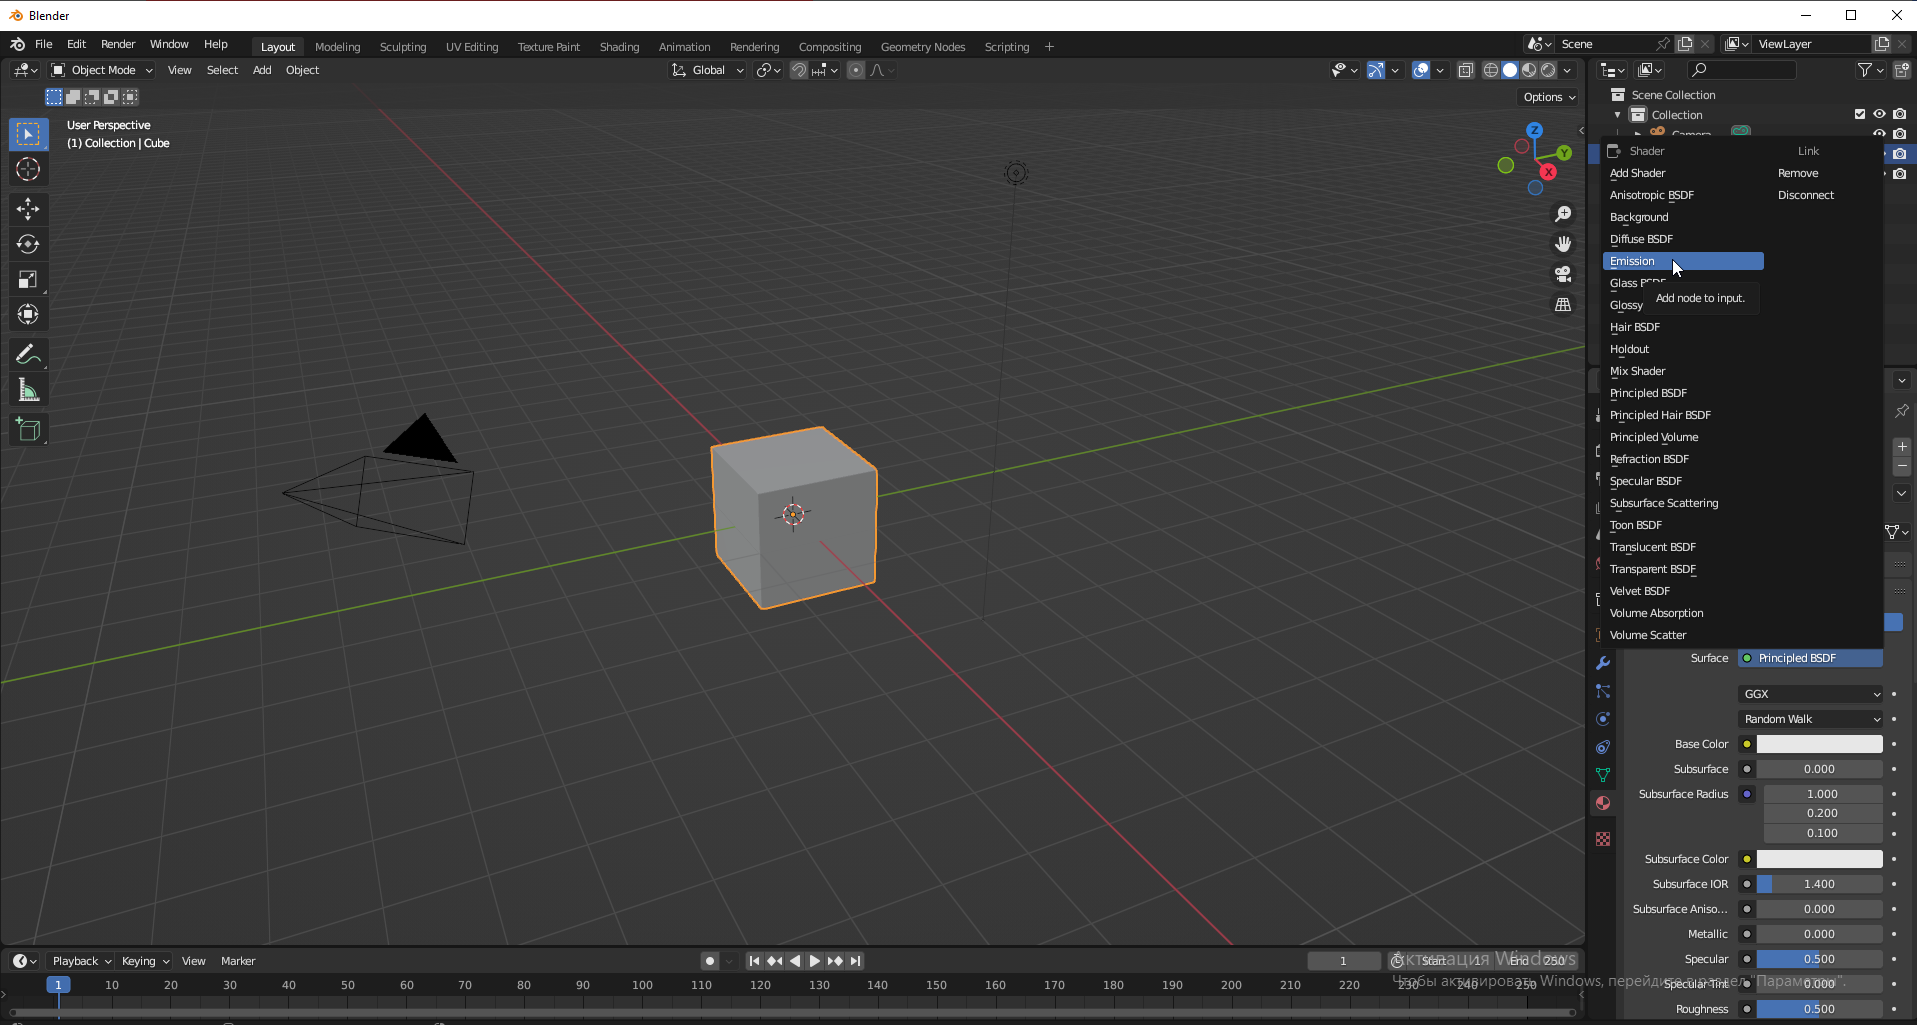 Blender
File Edit Render Window Help Layout Modeling Sculpting UV Editing Texture Paint Shading Animation Rendering Compositing Geometry Nodes Scripting + Scene ViewLayer
Object Mode View Select Add Object Global
Options
User Perspective
(1) Collection | Cube
Z
Y
X
Scene Collection
Collection
Camera
Shader Link
Add Shader Remove
Anisotropic BSDF Disconnect
Background
Diffuse BSDF
Emission
Glass BSDF
Add node to input.
Glossy
Hair BSDF
Holdout
Mix Shader
Principled BSDF
Principled Hair BSDF
Principled Volume
Refraction BSDF
Specular BSDF
Subsurface Scattering
Toon BSDF
Translucent BSDF
Transparent BSDF
Velvet BSDF
Volume Absorption
Volume Scatter
Surface Principled BSDF
GGX
Random Walk
Base Color
Subsurface 0.000
Subsurface Radius 1.000
0.200
0.100
Subsurface Color
Subsurface IOR 1.400
Subsurface Aniso... 0.000
Metallic 0.000
Specular 0.500
Specular Tint 0.000
Roughness 0.500
Playback Keying View Marker 1 Start 1 End 250
1 10 20 30 40 50 60 70 80 90 100 110 120 130 140 150 160 170 180 190 200 210 220 230 240 250
Активация Windows
Чтобы активировать Windows, перейдите в раздел "Параметры".